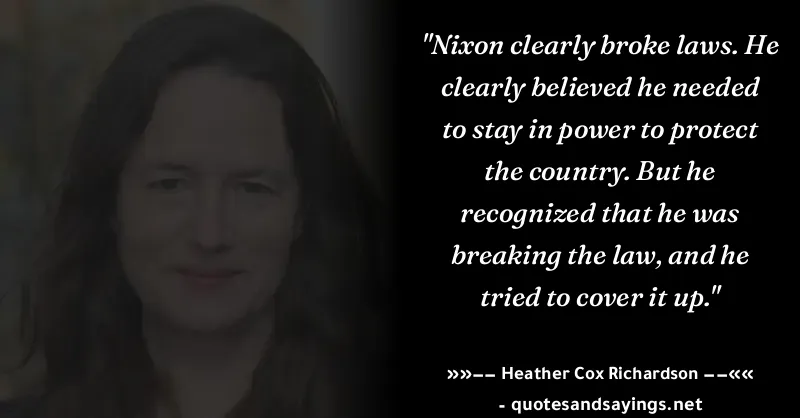 "Nixon clearly broke laws. He
clearly believed he needed
to stay in power to protect
the country. But he
recognized that he was
breaking the law, and he
tried to cover it up."
»»–– Heather Cox Richardson ––««
- quotesandsayings.net